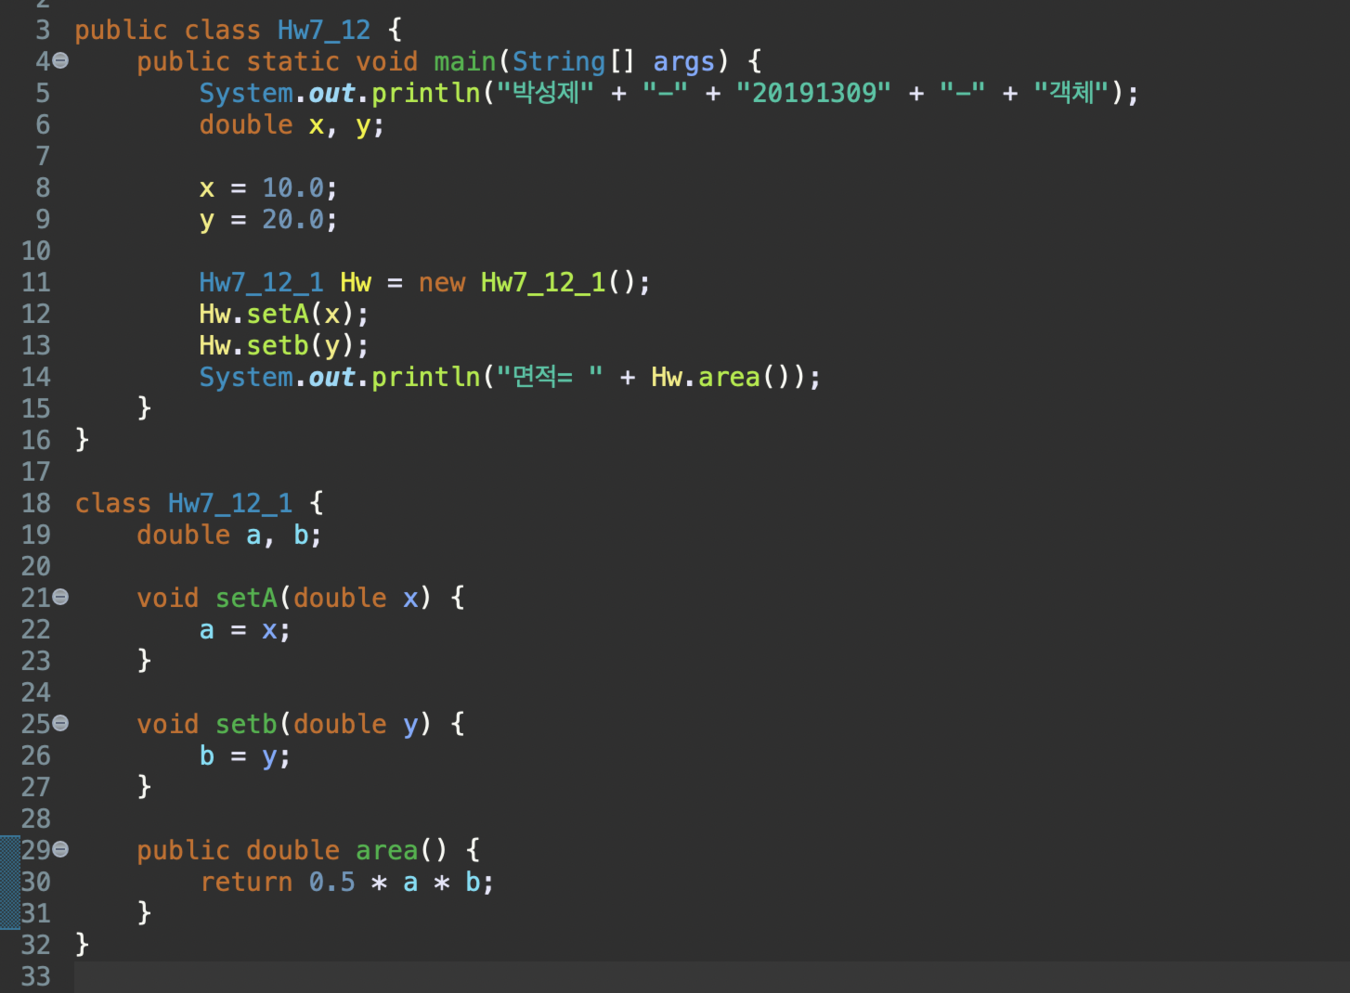 2
3 public class Hw7_12 {
4 public static void main(String[] args) {
5 System.out.println("박성제" + "-" + "20191309" + "-" + "객체");
6 double x, y;
7
8 x = 10.0;
9 y = 20.0;
10
11 Hw7_12_1 Hw = new Hw7_12_1();
12 Hw.setA(x);
13 Hw.setb(y);
14 System.out.println("면적= " + Hw.area());
15 }
16 }
17
18 class Hw7_12_1 {
19 double a, b;
20
21 void setA(double x) {
22 a = x;
23 }
24
25 void setb(double y) {
26 b = y;
27 }
28
29 public double area() {
30 return 0.5 * a * b;
31 }
32 }
33